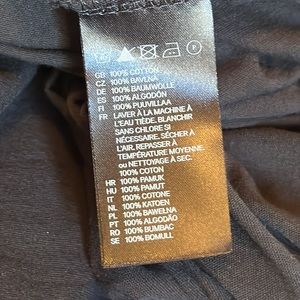 GB 100% COTTON
CZ 100% BAVLNA
DE 100% BAUMWOLLE
ES 100% ALGODÓN
FI 100% PUUVILLAA
FR LAVER À LA MACHINE À
L'EAU TIÈDE. BLANCHIR
SANS CHLORE SI
NÉCESSAIRE. SÉCHER À
L'AIR. REPASSER À
TEMPÉRATURE MOYENNE.
ou NETTOYAGE À SEC.
100% COTON
HR 100% PAMUK
HU 100% PAMUT
IT 100% COTONE
NL 100% KATOEN
PL 100% BAWEŁNA
PT 100% ALGODÃO
RO 100% BUMBAC
SE 100% BOMULL